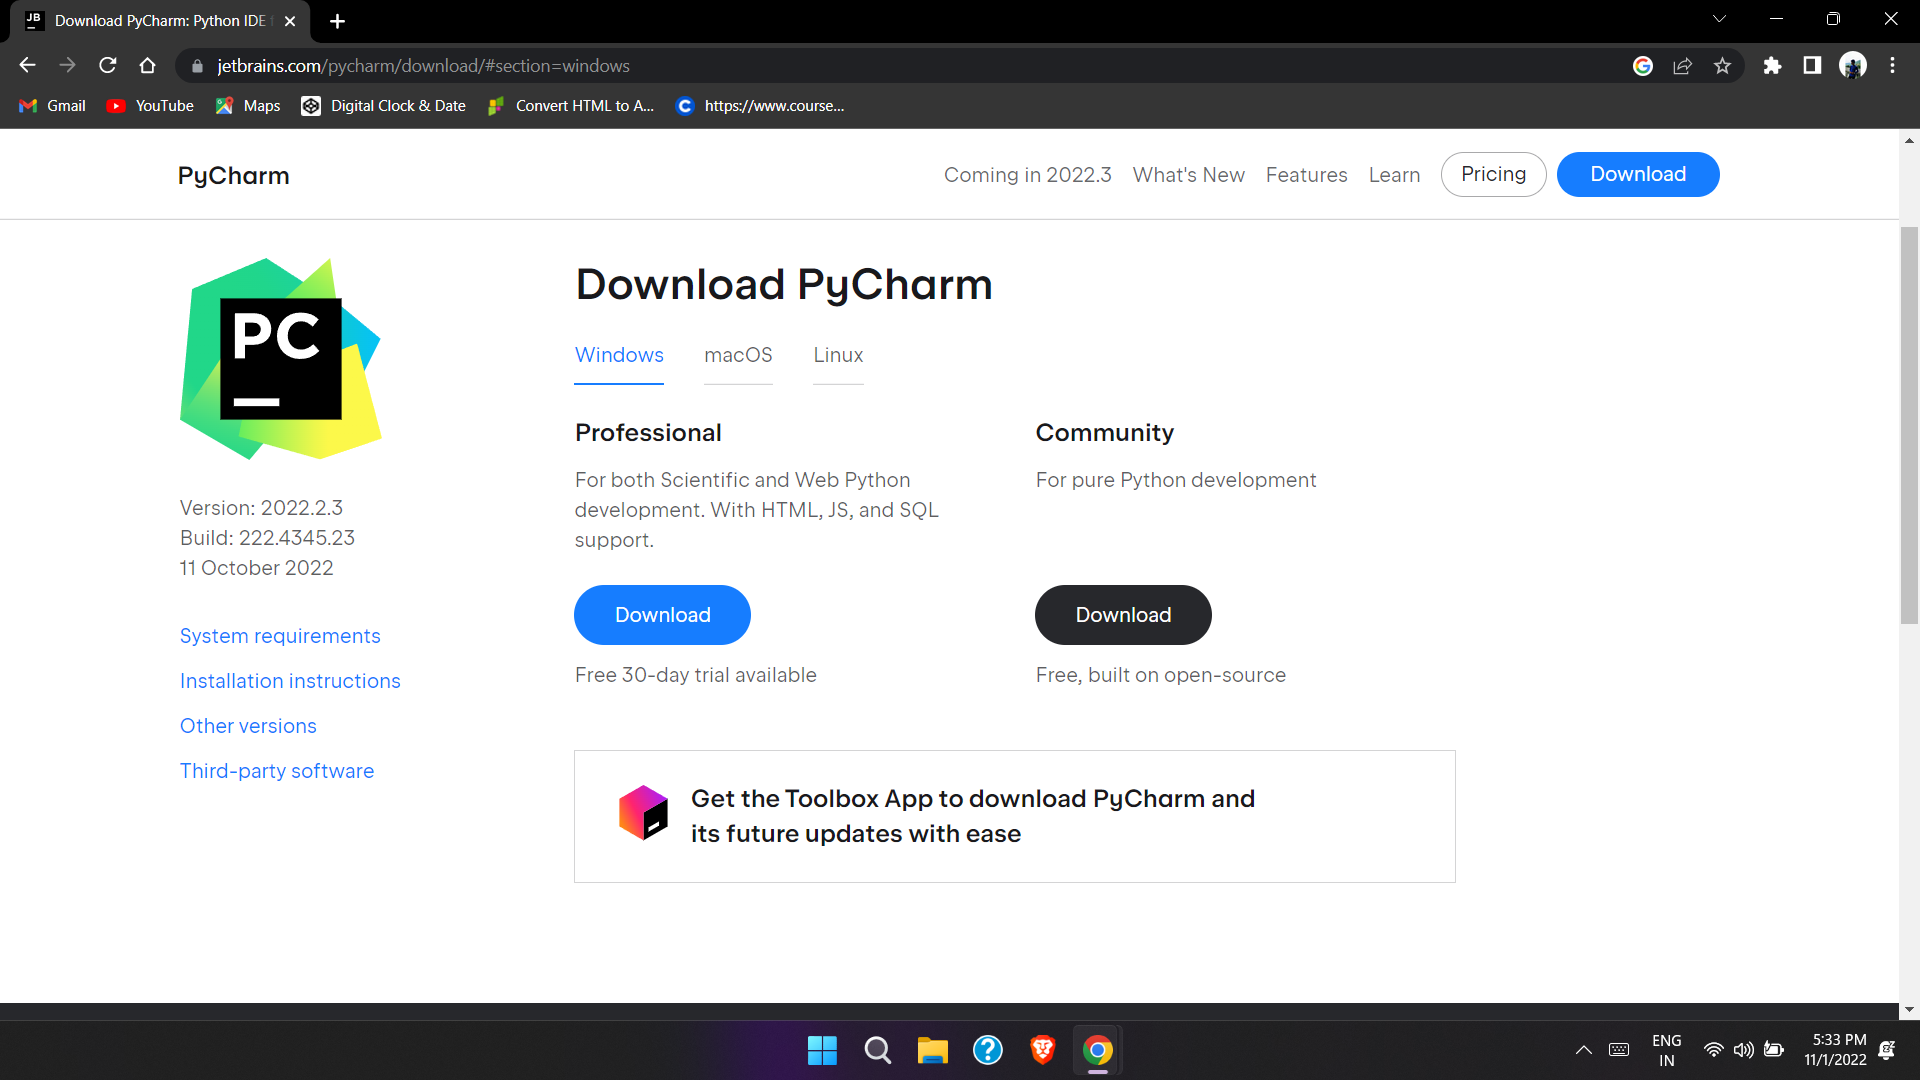 JB
Download PyCharm: Python IDE
jetbrains.com/pycharm/download/#section=windows
Gmail
YouTube
Maps
Digital Clock & Date
Convert HTML to A...
https://www.course...
PyCharm
Coming in 2022.3
What's New
Features
Learn
Pricing
Download
PC
Version: 2022.2.3
Build: 222.4345.23
11 October 2022
System requirements
Installation instructions
Other versions
Third-party software
Download PyCharm
Windows
macOS
Linux
Professional
For both Scientific and Web Python
development. With HTML, JS, and SQL
support.
Download
Free 30-day trial available
Community
For pure Python development
Download
Free, built on open-source
Get the Toolbox App to download PyCharm and
its future updates with ease
ENG
IN
5:33 PM
11/1/2022